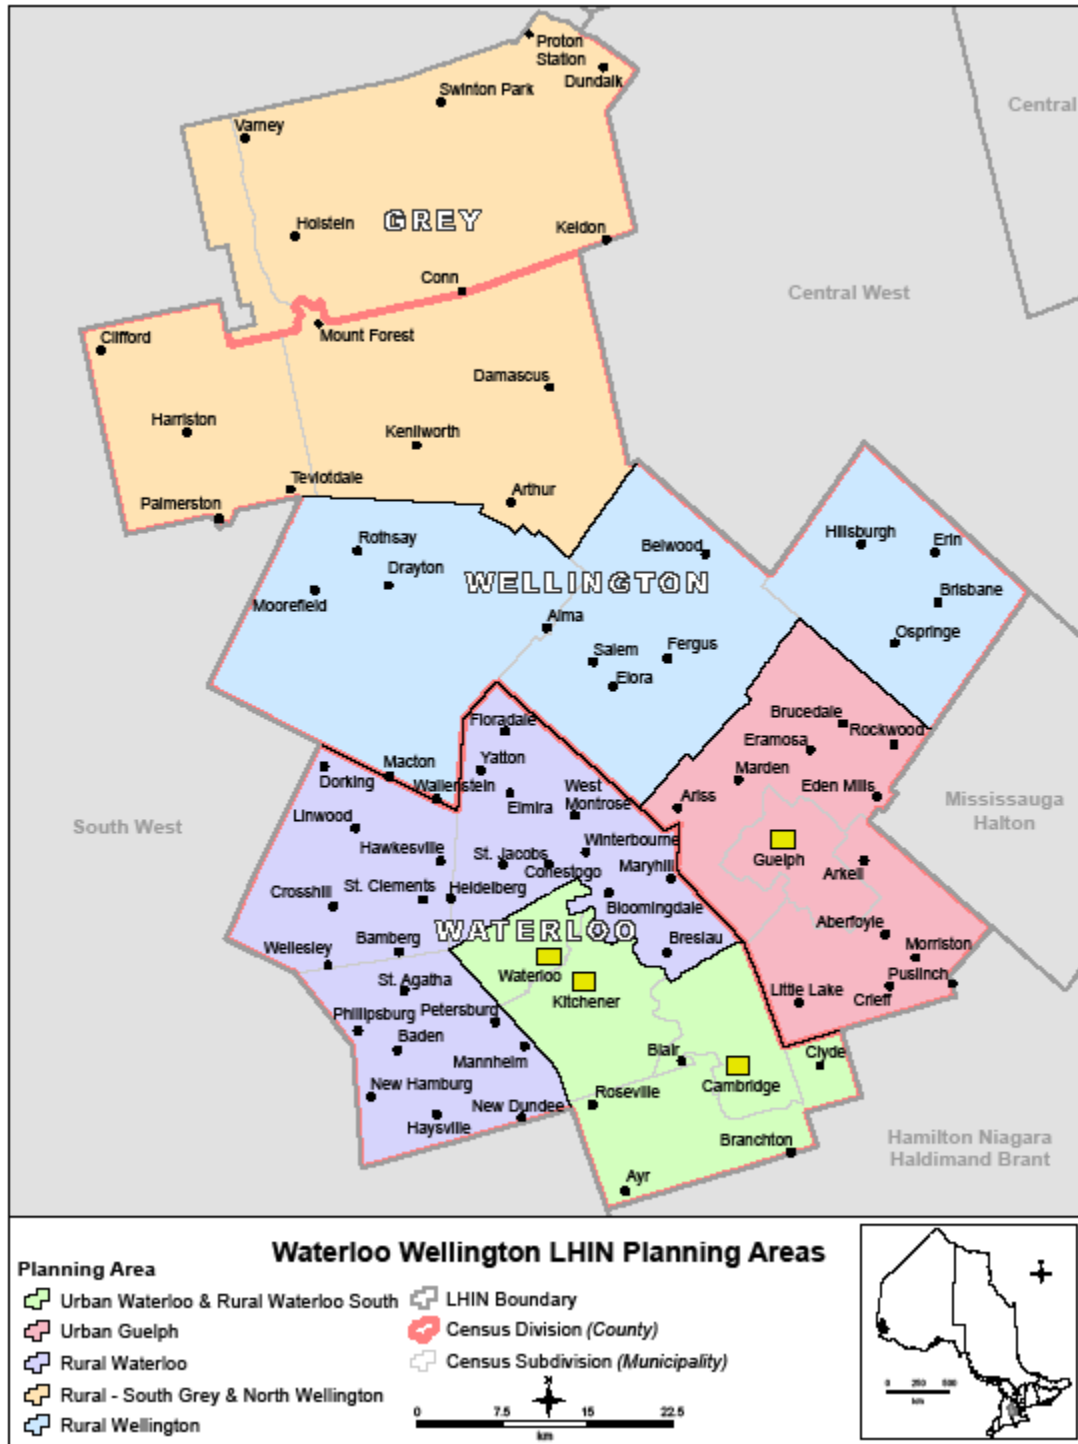 Proton
Station
Dundalk
Swinton Park
Central
Varney
Holstein
GREY
Keldon
Conn
Central West
Mount Forest
Clifford
Damascus
Harriston
Kenilworth
Teviotdale
Arthur
Palmerston
Rothsay
Belwood
Hillsburgh
Erin
Drayton
WELLINGTON
Moorefield
Brisbane
Alma
Ospringe
Salem
Fergus
Elora
Floradale
Brucedale
Rockwood
Eramosa
Macton
Yatton
Marden
Dorking
Wallenstein
West
Montrose
Eden Mills
Ariss
Elmira
Linwood
Mississauga
Halton
South West
Winterbourne
Hawkesville
St. Jacobs
Conestogo
Maryhill
Guelph
Arkell
Crosshill
St. Clements
Heidelberg
Bloomingdale
Aberfoyle
WATERLOO
Breslau
Wellesley
Bamberg
Morriston
Waterloo
Kitchener
St. Agatha
Puslinch
Little Lake
Crieff
Phillipsburg
Petersburg
Baden
Mannheim
Blair
Clyde
Cambridge
New Hamburg
Roseville
New Dundee
Haysville
Branchton
Hamilton Niagara
Haldimand Brant
Ayr
Waterloo Wellington LHIN Planning Areas
Planning Area
Urban Waterloo & Rural Waterloo South
Urban Guelph
Rural Waterloo
Rural - South Grey & North Wellington
Rural Wellington
LHIN Boundary
Census Division (County)
Census Subdivision (Municipality)
N
0 7.5 15 22.5
km
0 250 500
km